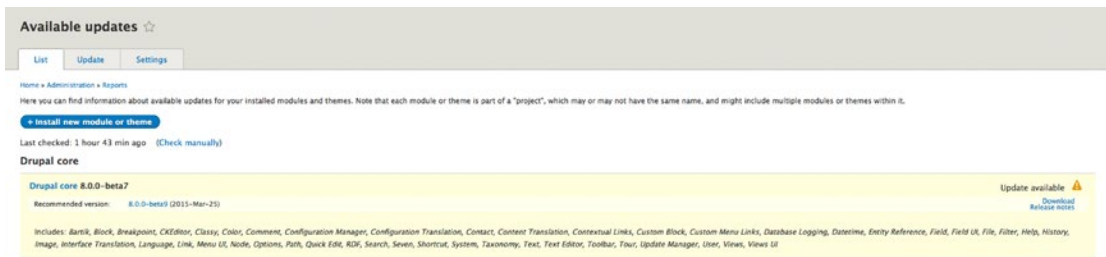 Available updates
List Update Settings
Home » Administration » Reports
Here you can find information about available updates for your installed modules and themes. Note that each module or theme is part of a "project", which may or may not have the same name, and might include multiple modules or themes within it.
+ Install new module or theme
Last checked: 1 hour 43 min ago (Check manually)
Drupal core
Drupal core 8.0.0-beta7 Update available
Recommended version: 8.0.0-beta9 (2015-Mar-25) Download
Release notes
Includes: Bartik, Block, Breakpoint, CKEditor, Classy, Color, Comment, Configuration Manager, Configuration Translation, Contact, Content Translation, Contextual Links, Custom Block, Custom Menu Links, Database Logging, Datetime, Entity Reference, Field, Field UI, File, Filter, Help, History,
Image, Interface Translation, Language, Link, Menu UI, Node, Options, Path, Quick Edit, RDF, Search, Seven, Shortcut, System, Taxonomy, Text, Text Editor, Toolbar, Tour, Update Manager, User, Views, Views UI